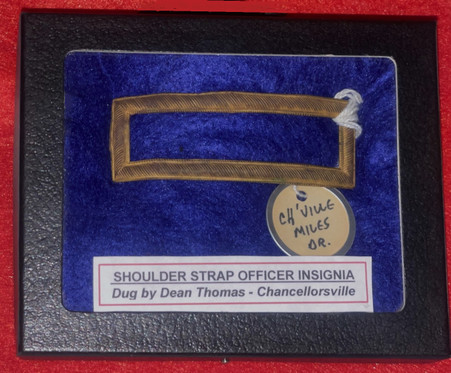 CH'VILLE
MILES
DR.
SHOULDER STRAP OFFICER INSIGNIA
Dug by Dean Thomas - Chancellorsville